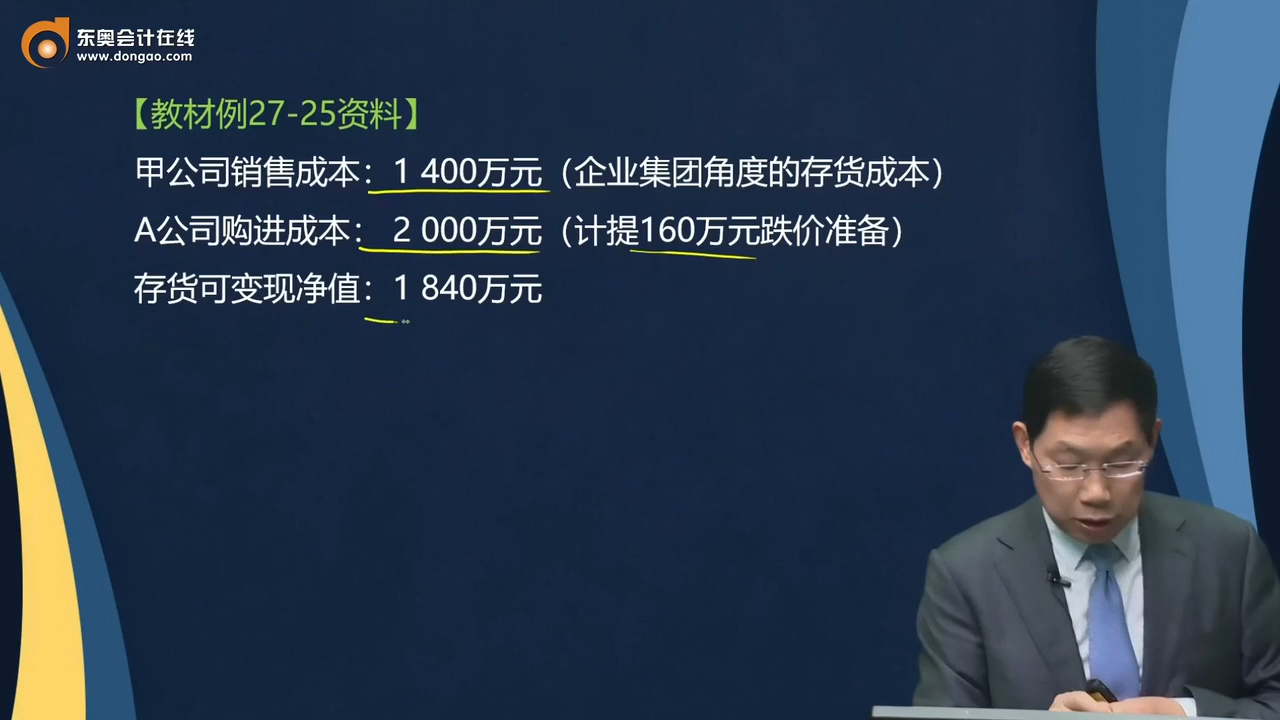 东奥会计在线
www.dongao.com
【教材例27-25资料】
甲公司销售成本：1 400万元（企业集团角度的存货成本）
A公司购进成本： 2 000万元（计提160万元跌价准备）
存货可变现净值：1 840万元